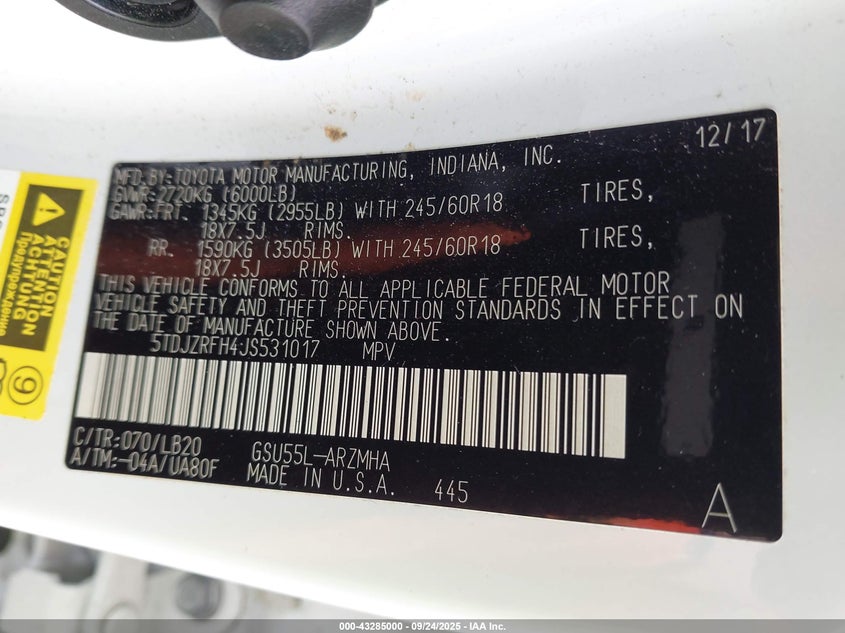 12/17
MFD.BY:TOYOTA MOTOR MANUFACTURING, INDIANA, INC.
GVWR:2720KG (6000LB)
GAWR:FRT. 1345KG (2955LB) WITH 245/60R18 TIRES,
18X7.5J RIMS.
RR. 1590KG (3505LB) WITH 245/60R18 TIRES,
18X7.5J RIMS.
THIS VEHICLE CONFORMS TO ALL APPLICABLE FEDERAL MOTOR
VEHICLE SAFETY AND THEFT PREVENTION STANDARDS IN EFFECT ON
THE DATE OF MANUFACTURE SHOWN ABOVE.
5TDJZRFH4JS531017 MPV
C/TR:070/LB20 GSU55L-ARZMHA
A/TM:-04A/UA80F MADE IN U.S.A. 445
A
CAUTION
ATTENTION
ACHTUNG
9
000-43285000 - 09/24/2025 - IAA Inc.